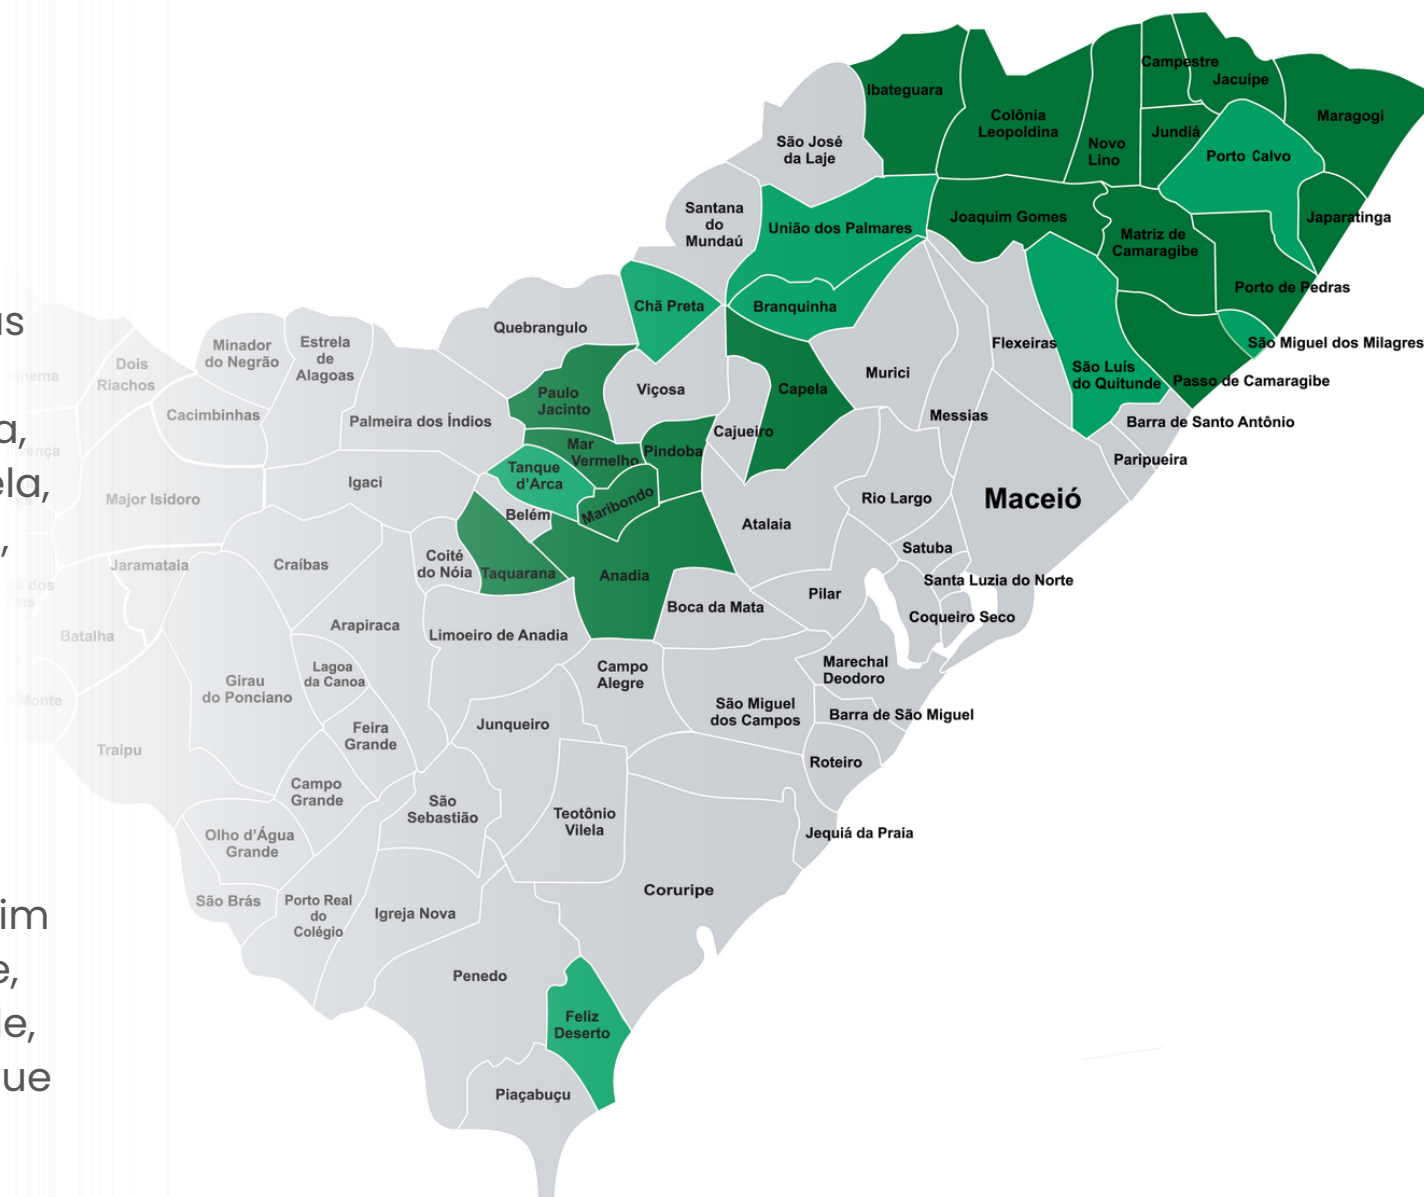 Campestre
Jacuípe
Ibateguara
Colônia
Leopoldina
Maragogi
Novo
Lino
Jundiá
São José
da Laje
Porto Calvo
Santana
do
Mundaú
União dos Palmares
Joaquim Gomes
Japaratinga
Matriz de
Camaragibe
Porto de Pedras
Chã Preta
Branquinha
Quebrangulo
Minador
do Negrão
Estrela
de
Alagoas
Flexeiras
São Miguel dos Milagres
Dois
Riachos
Murici
São Luís
do Quitunde
Passo de Camaragibe
Viçosa
Capela
Paulo
Jacinto
Cacimbinhas
Palmeira dos Índios
Messias
Barra de Santo Antônio
Cajueiro
Mar
Vermelho
Pindoba
Paripueira
Tanque
d'Arca
Igaci
Major Isidoro
Maribondo
Rio Largo
Maceió
Belém
Atalaia
Satuba
Jaramataia
Craíbas
Coité
do Nóia
Taquarana
Anadia
Santa Luzia do Norte
Pilar
Boca da Mata
Coqueiro Seco
Batalha
Arapiraca
Limoeiro de Anadia
Lagoa
da Canoa
Campo
Alegre
Marechal
Deodoro
Girau
do Ponciano
Monte
São Miguel
dos Campos
Barra de São Miguel
Junqueiro
Feira
Grande
Traipu
Roteiro
Campo
Grande
São
Sebastião
Teotônio
Vilela
Jequiá da Praia
Olho d'Água
Grande
Coruripe
São Brás
Porto Real
do
Colégio
Igreja Nova
Penedo
Feliz
Deserto
Piaçabuçu